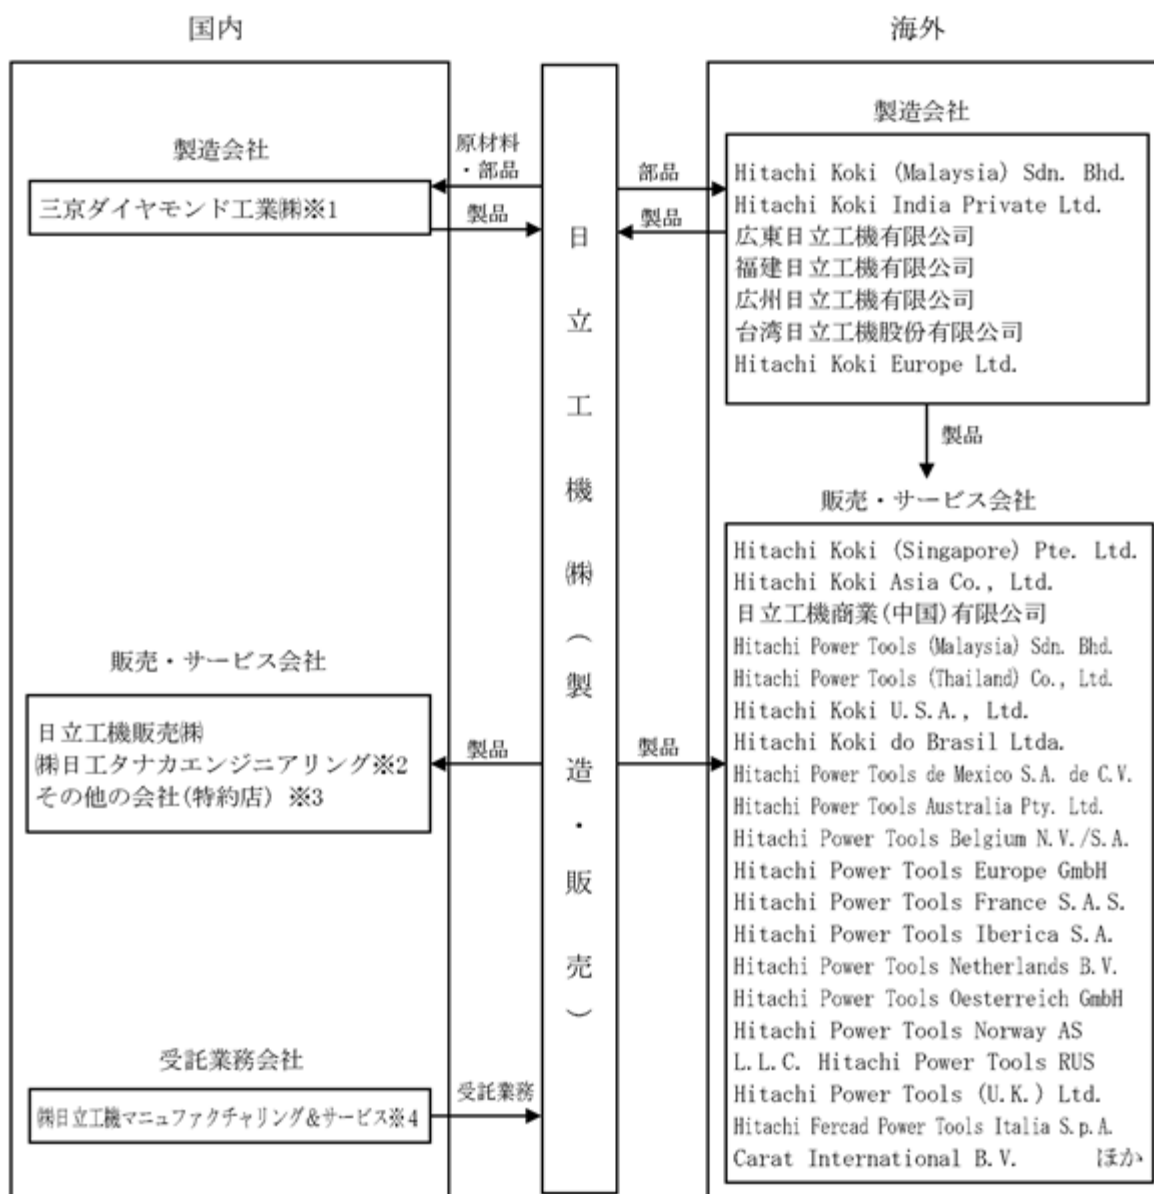 国内
海外
製造会社
三京ダイヤモンド工業㈱※1
原材料
・部品
製品
日立工機㈱(製造・販売)
部品
製品
製造会社
Hitachi Koki (Malaysia) Sdn. Bhd.
Hitachi Koki India Private Ltd.
広東日立工機有限公司
福建日立工機有限公司
広州日立工機有限公司
台湾日立工機股份有限公司
Hitachi Koki Europe Ltd.
製品
販売・サービス会社
日立工機販売㈱
㈱日工タナカエンジニアリング※2
その他の会社(特約店) ※3
製品
製品
販売・サービス会社
Hitachi Koki (Singapore) Pte. Ltd.
Hitachi Koki Asia Co., Ltd.
日立工機商業(中国)有限公司
Hitachi Power Tools (Malaysia) Sdn. Bhd.
Hitachi Power Tools (Thailand) Co., Ltd.
Hitachi Koki U.S.A., Ltd.
Hitachi Koki do Brasil Ltda.
Hitachi Power Tools de Mexico S.A. de C.V.
Hitachi Power Tools Australia Pty. Ltd.
Hitachi Power Tools Belgium N.V./S.A.
Hitachi Power Tools Europe GmbH
Hitachi Power Tools France S.A.S.
Hitachi Power Tools Iberica S.A.
Hitachi Power Tools Netherlands B.V.
Hitachi Power Tools Oesterreich GmbH
Hitachi Power Tools Norway AS
L.L.C. Hitachi Power Tools RUS
Hitachi Power Tools (U.K.) Ltd.
Hitachi Fercad Power Tools Italia S.p.A.
Carat International B.V. ほか
受託業務会社
㈱日立工機マニュファクチャリング&サービス※4
受託業務